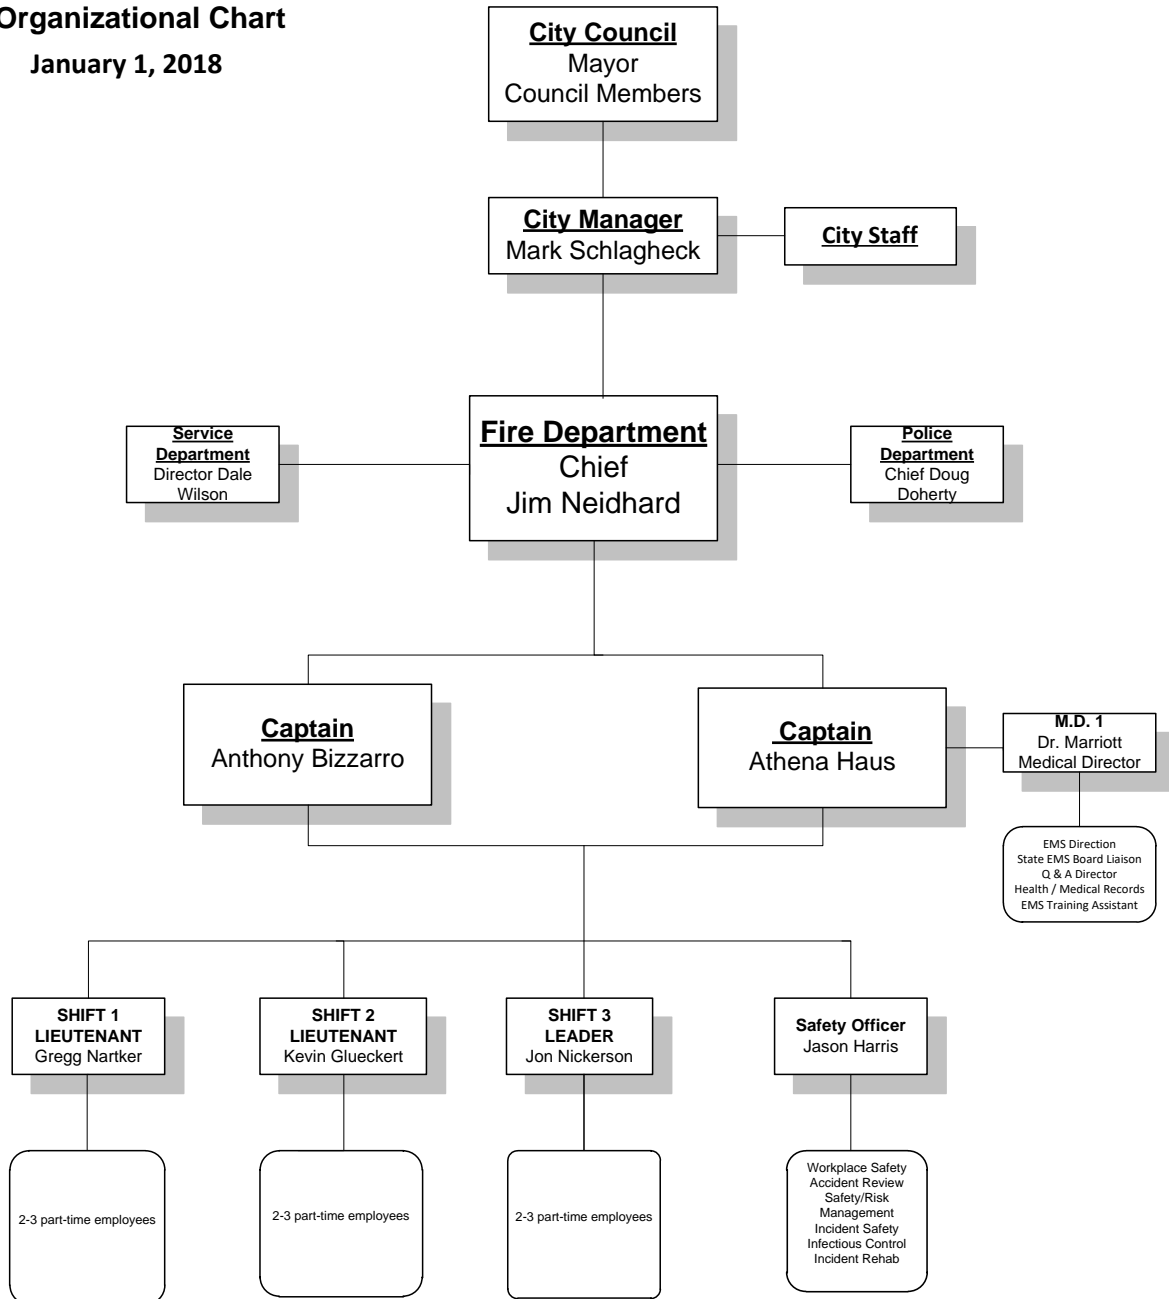 Organizational Chart
January 1, 2018
City Council
Mayor
Council Members
City Manager
Mark Schlagheck
City Staff
Service
Department
Director Dale
Wilson
Fire Department
Chief
Jim Neidhard
Police
Department
Chief Doug
Doherty
Captain
Anthony Bizzarro
Captain
Athena Haus
M.D. 1
Dr. Marriott
Medical Director
EMS Direction
State EMS Board Liaison
Q & A Director
Health / Medical Records
EMS Training Assistant
SHIFT 1
LIEUTENANT
Gregg Nartker
SHIFT 2
LIEUTENANT
Kevin Glueckert
SHIFT 3
LEADER
Jon Nickerson
Safety Officer
Jason Harris
2-3 part-time employees
2-3 part-time employees
2-3 part-time employees
Workplace Safety
Accident Review
Safety/Risk
Management
Incident Safety
Infectious Control
Incident Rehab